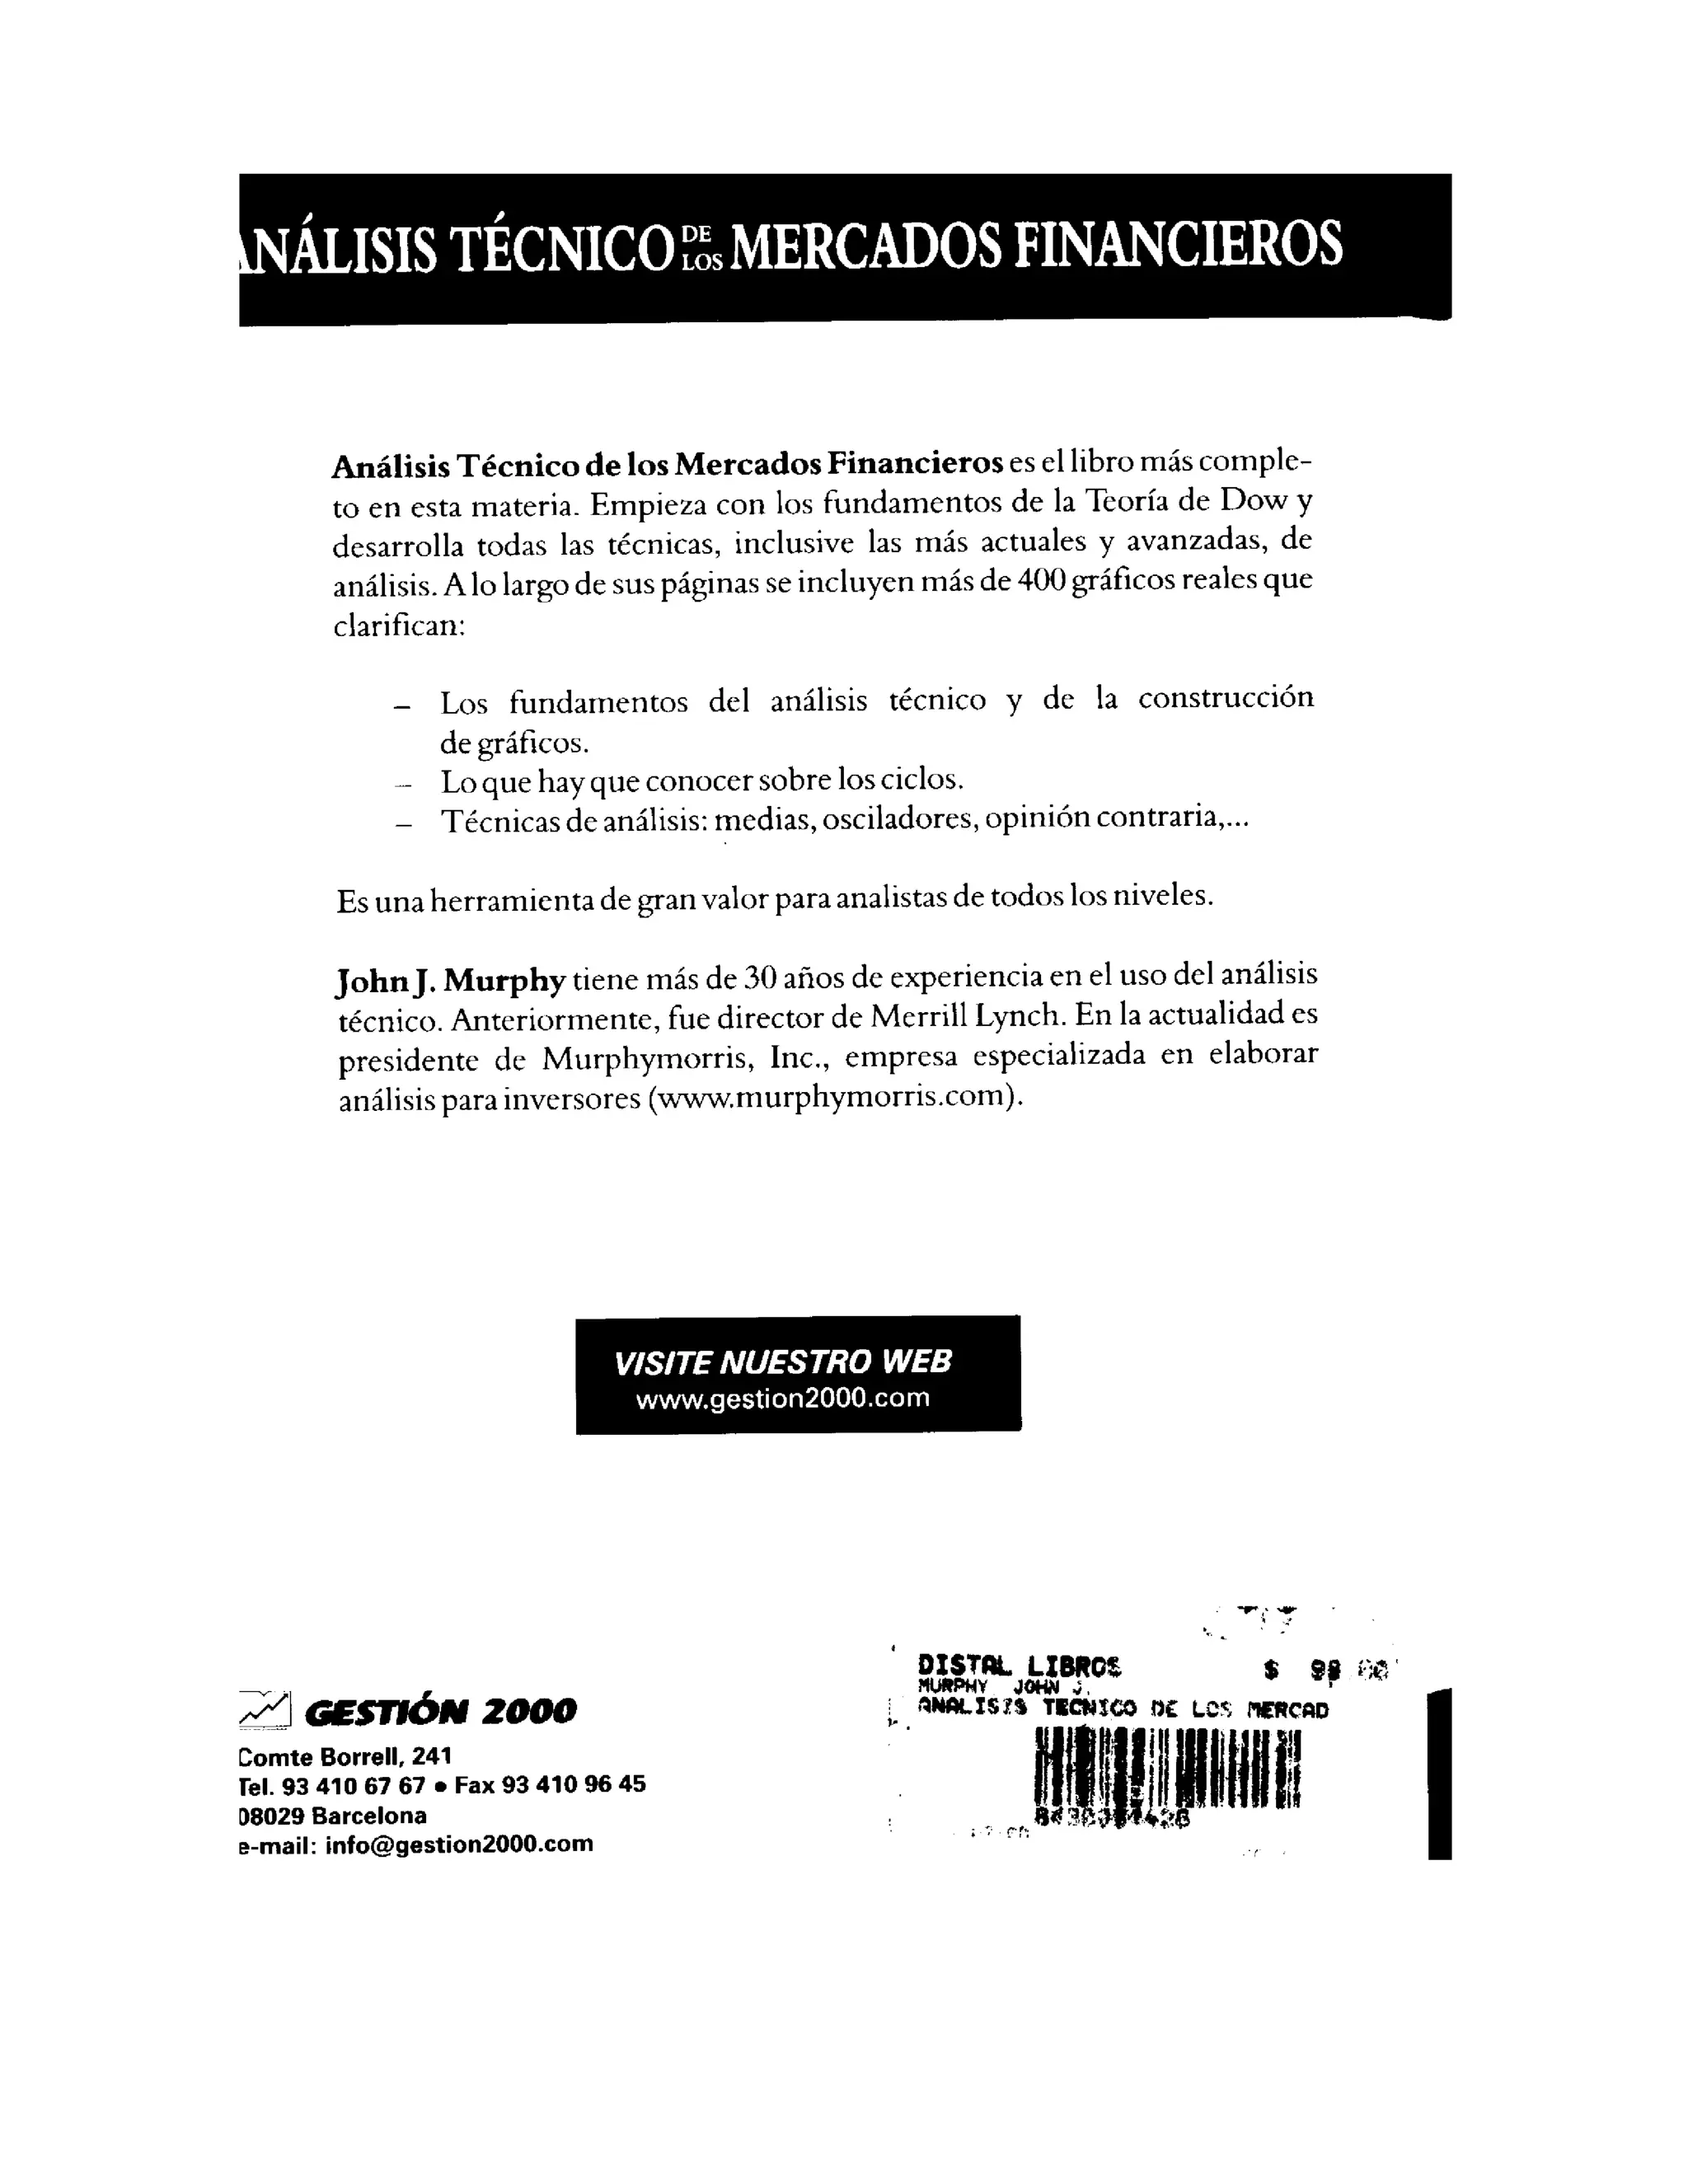 NÁLISIS TÉCNICO DE LOS MERCADOS FINANCIEROS
Análisis Técnico de los Mercados Financieros es el libro más comple-
to en esta materia. Empieza con los fundamentos de la Teoría de Dow y
desarrolla todas las técnicas, inclusive las más actuales y avanzadas, de
análisis. A lo largo de sus páginas se incluyen más de 400 gráficos reales que
clarifican:
– Los fundamentos del análisis técnico y de la construcción
de gráficos.
– Lo que hay que conocer sobre los ciclos.
– Técnicas de análisis: medias, osciladores, opinión contraria,...
Es una herramienta de gran valor para analistas de todos los niveles.
John J. Murphy tiene más de 30 años de experiencia en el uso del análisis
técnico. Anteriormente, fue director de Merrill Lynch. En la actualidad es
presidente de Murphymorris, Inc., empresa especializada en elaborar
análisis para inversores (www.murphymorris.com).
VISITE NUESTRO WEB
www.gestion2000.com
GESTIÓN 2000
Comte Borrell, 241
Tel. 93 410 67 67 • Fax 93 410 96 45
08029 Barcelona
e-mail: info@gestion2000.com
DISTAL LIBROS $
MURPHY JOHN J.
ANALISIS TECNICO DE LOS MERCAD